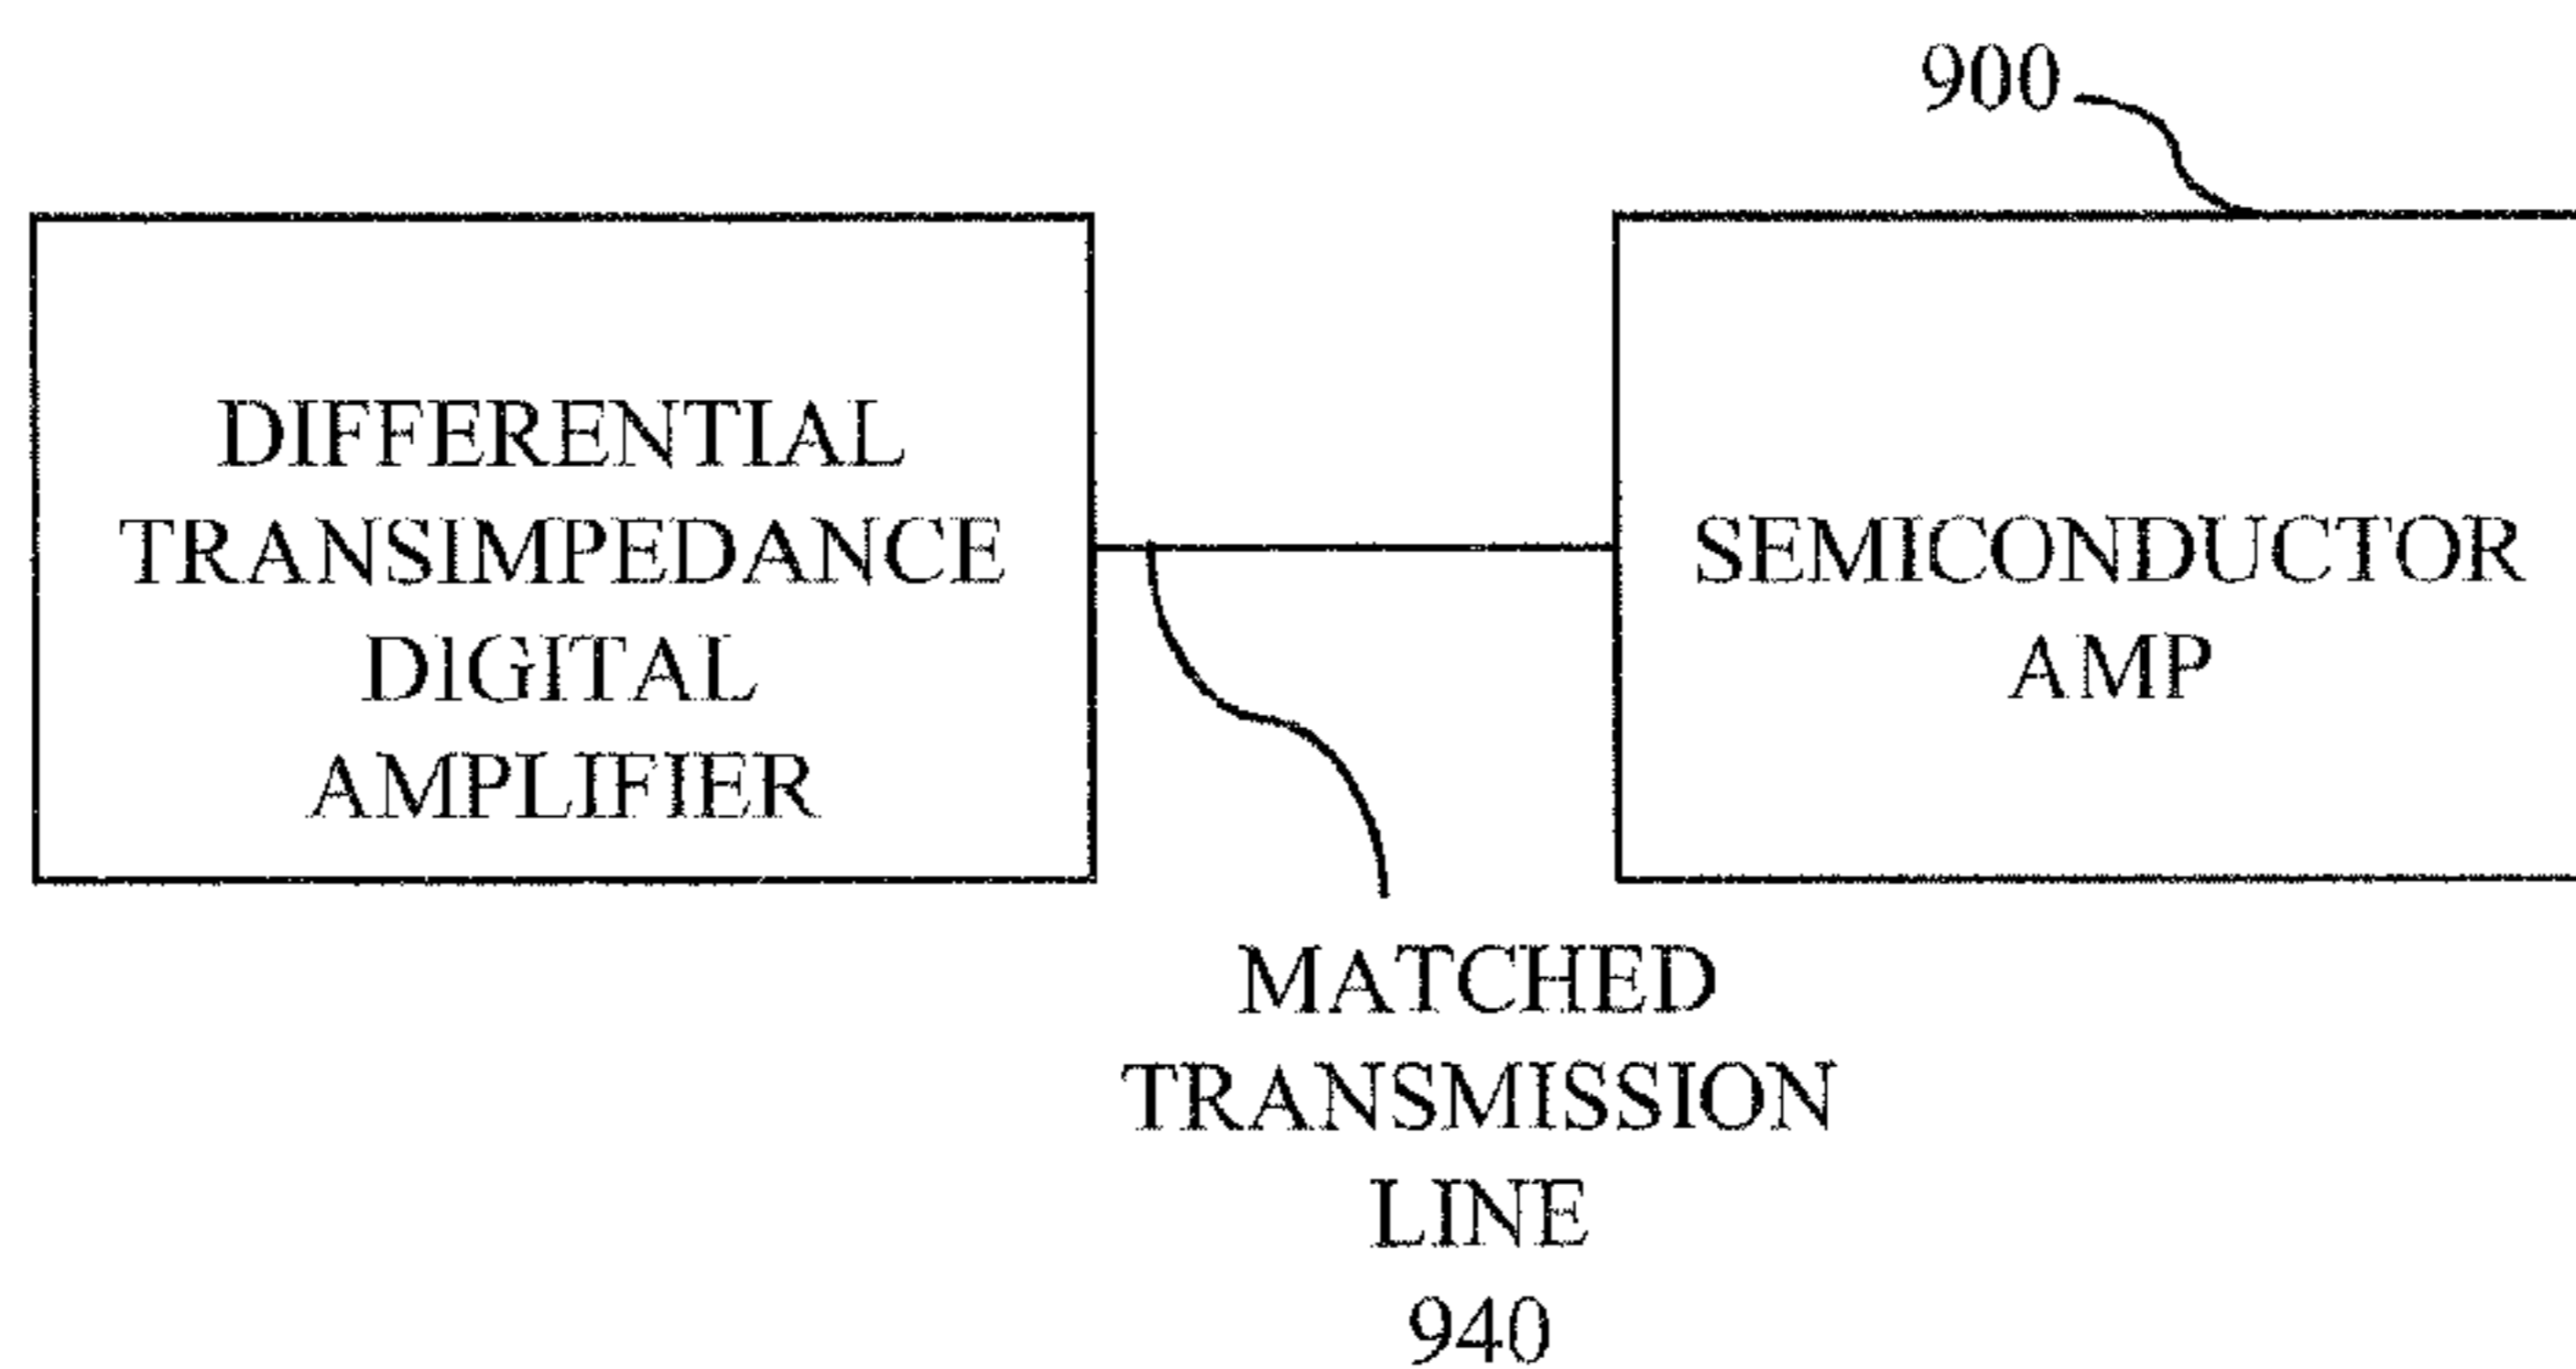 900
DIFFERENTIAL
TRANSIMPEDANCE
DIGITAL
AMPLIFIER
SEMICONDUCTOR
AMP
MATCHED
TRANSMISSION
LINE
940